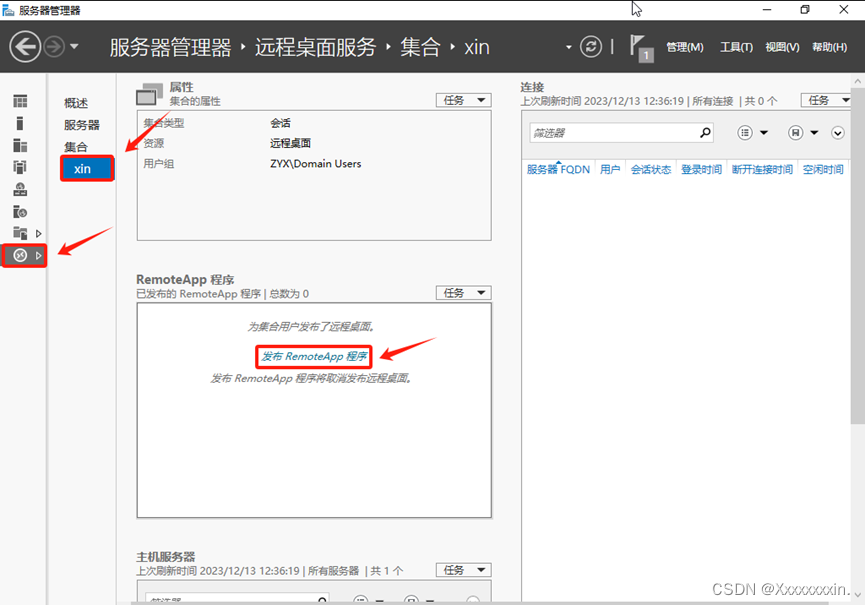 服务器管理器
服务器管理器 ‣ 远程桌面服务 ‣ 集合 ‣ xin
1
管理(M) 工具(T) 视图(V) 帮助(H)
概述
服务器
集合
xin
属性
集合的属性
任务
集合类型 会话
资源 远程桌面
用户组 ZYX\Domain Users
RemoteApp 程序
已发布的 RemoteApp 程序 | 总数为 0
任务
为集合用户发布了远程桌面。
发布 RemoteApp 程序
发布 RemoteApp 程序将取消发布远程桌面。
主机服务器
上次刷新时间 2023/12/13 12:36:19 | 所有服务器 | 共 1 个
任务
筛选器
连接
上次刷新时间 2023/12/13 12:36:19 | 所有连接 | 共 0 个
任务
筛选器
服务器 FQDN 用户 会话状态 登录时间 断开连接时间 空闲时间
CSDN @Xxxxxxxxin.